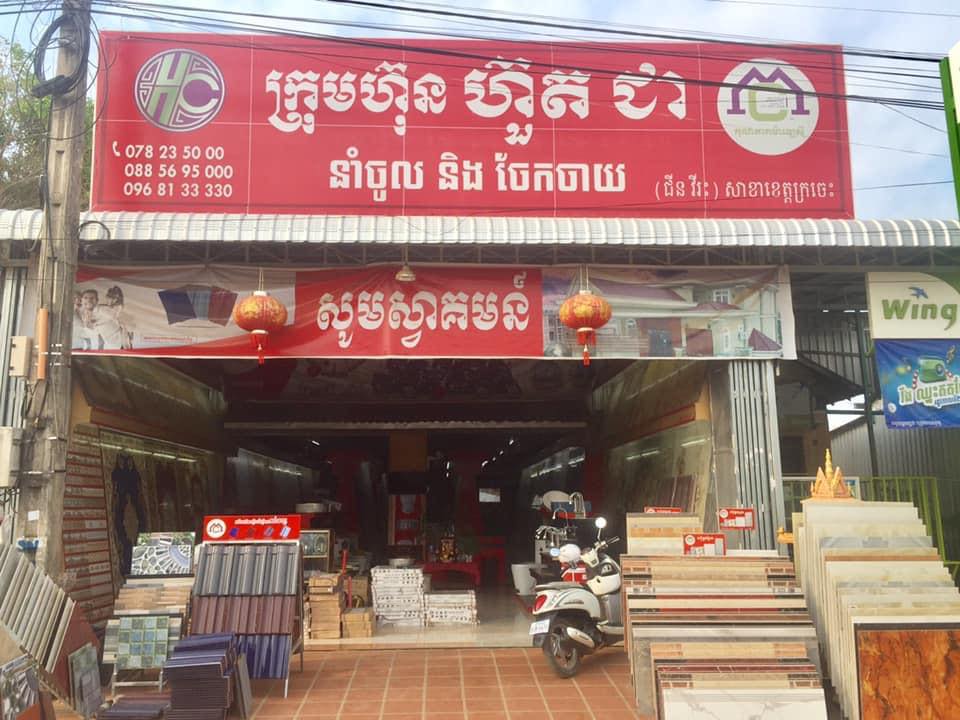 HC
ក្រុមហ៊ុន ហ៊ួត ជា
078 23 50 00
088 56 95 000
096 81 33 330
នាំចូល និង ចែកចាយ
( ជីន វីរះ ) សាខាខេត្តក្រចេះ
សូមស្វាគមន៍
Wing